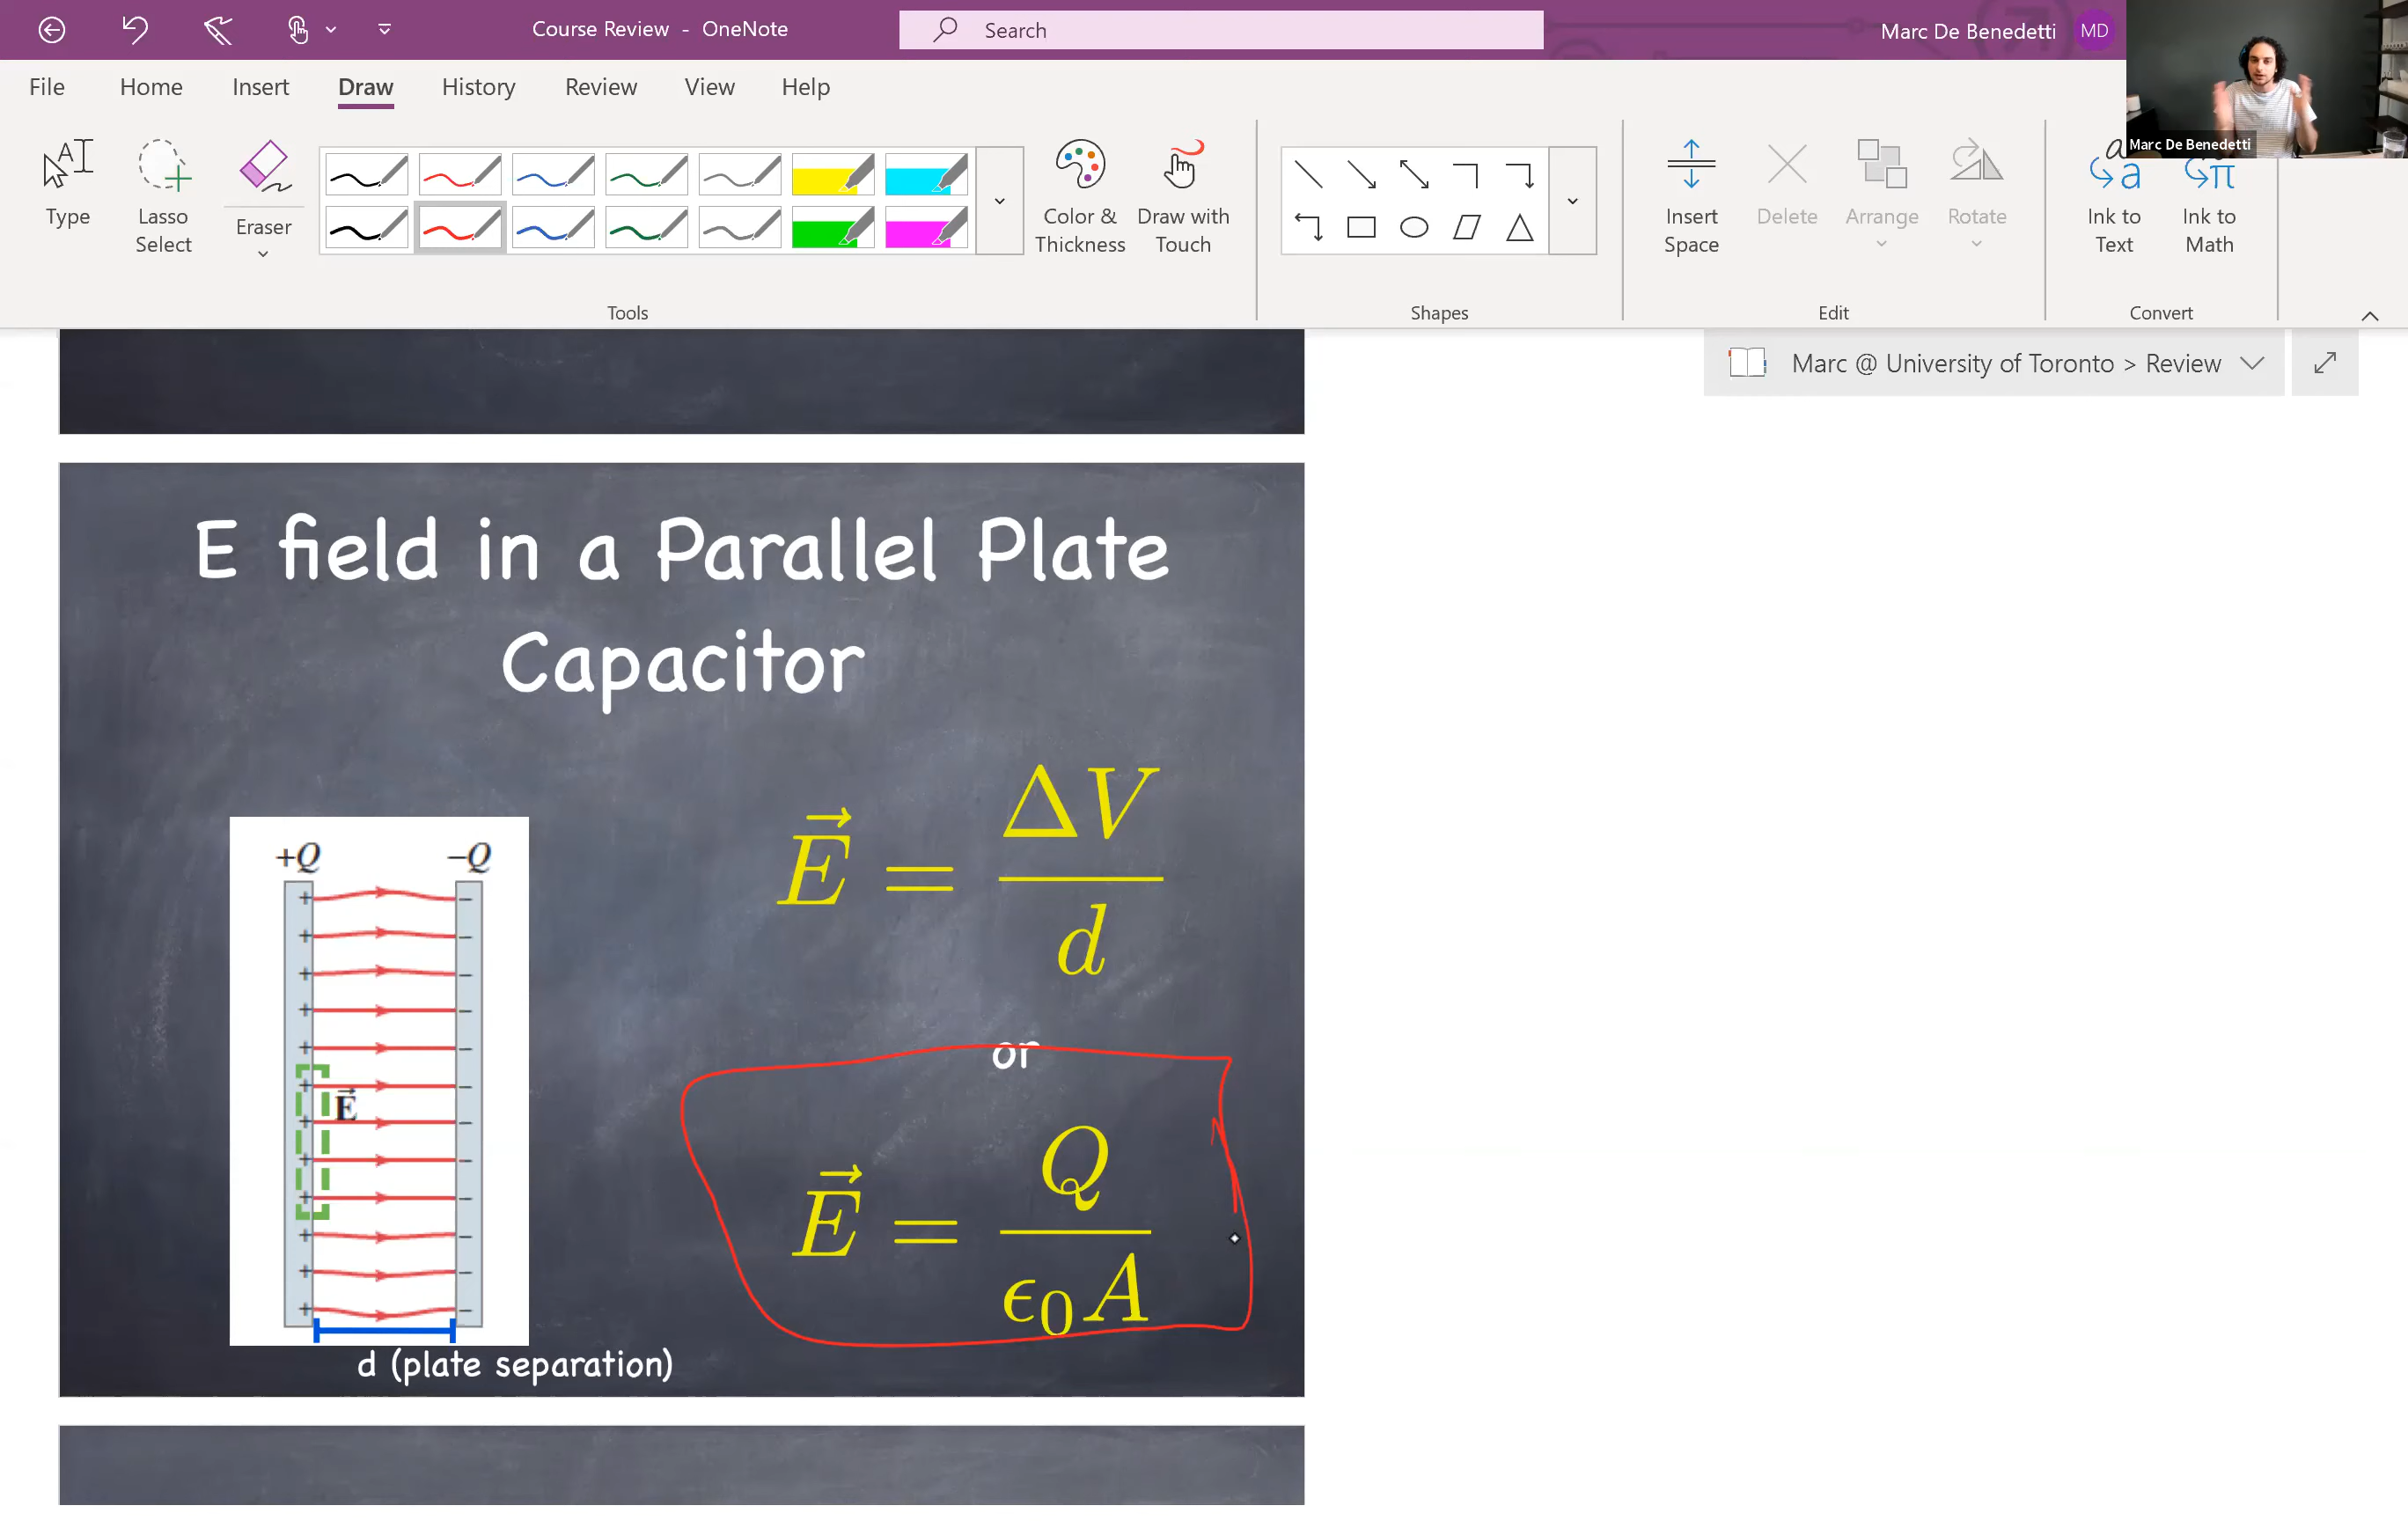 Course Review - OneNote
Search
Marc De Benedetti
MD
File Home Insert Draw History Review View Help
Marc De Benedetti
Type
Lasso Select
Eraser
Color & Thickness
Draw with Touch
Insert Space
Delete
Arrange
Rotate
Ink to Text
Ink to Math
Tools
Shapes
Edit
Convert
Marc @ University of Toronto > Review
E field in a Parallel Plate
Capacitor
+Q −Q
E⃗
d (plate separation)
E⃗ = ΔV / d
or
E⃗ = Q / ϵ₀A